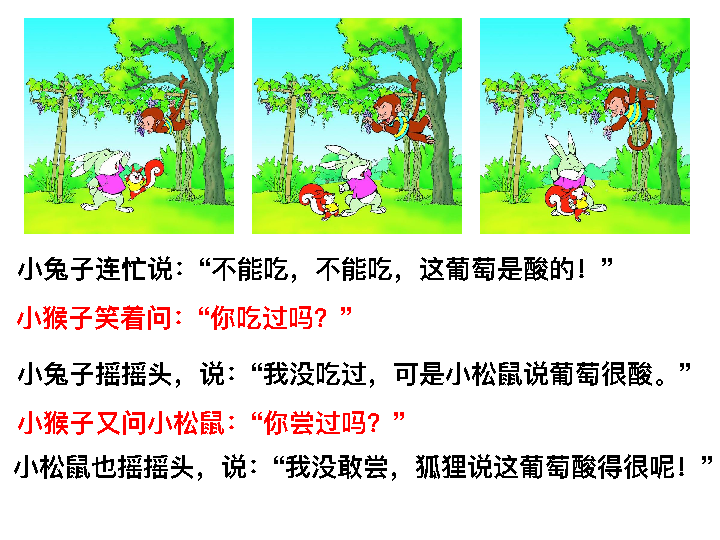 小兔子连忙说：“不能吃，不能吃，这葡萄是酸的！”
小猴子笑着问：“你吃过吗？”
小兔子摇摇头，说：“我没吃过，可是小松鼠说葡萄很酸。”
小猴子又问小松鼠：“你尝过吗？”
小松鼠也摇摇头，说：“我没敢尝，狐狸说这葡萄酸得很呢！”